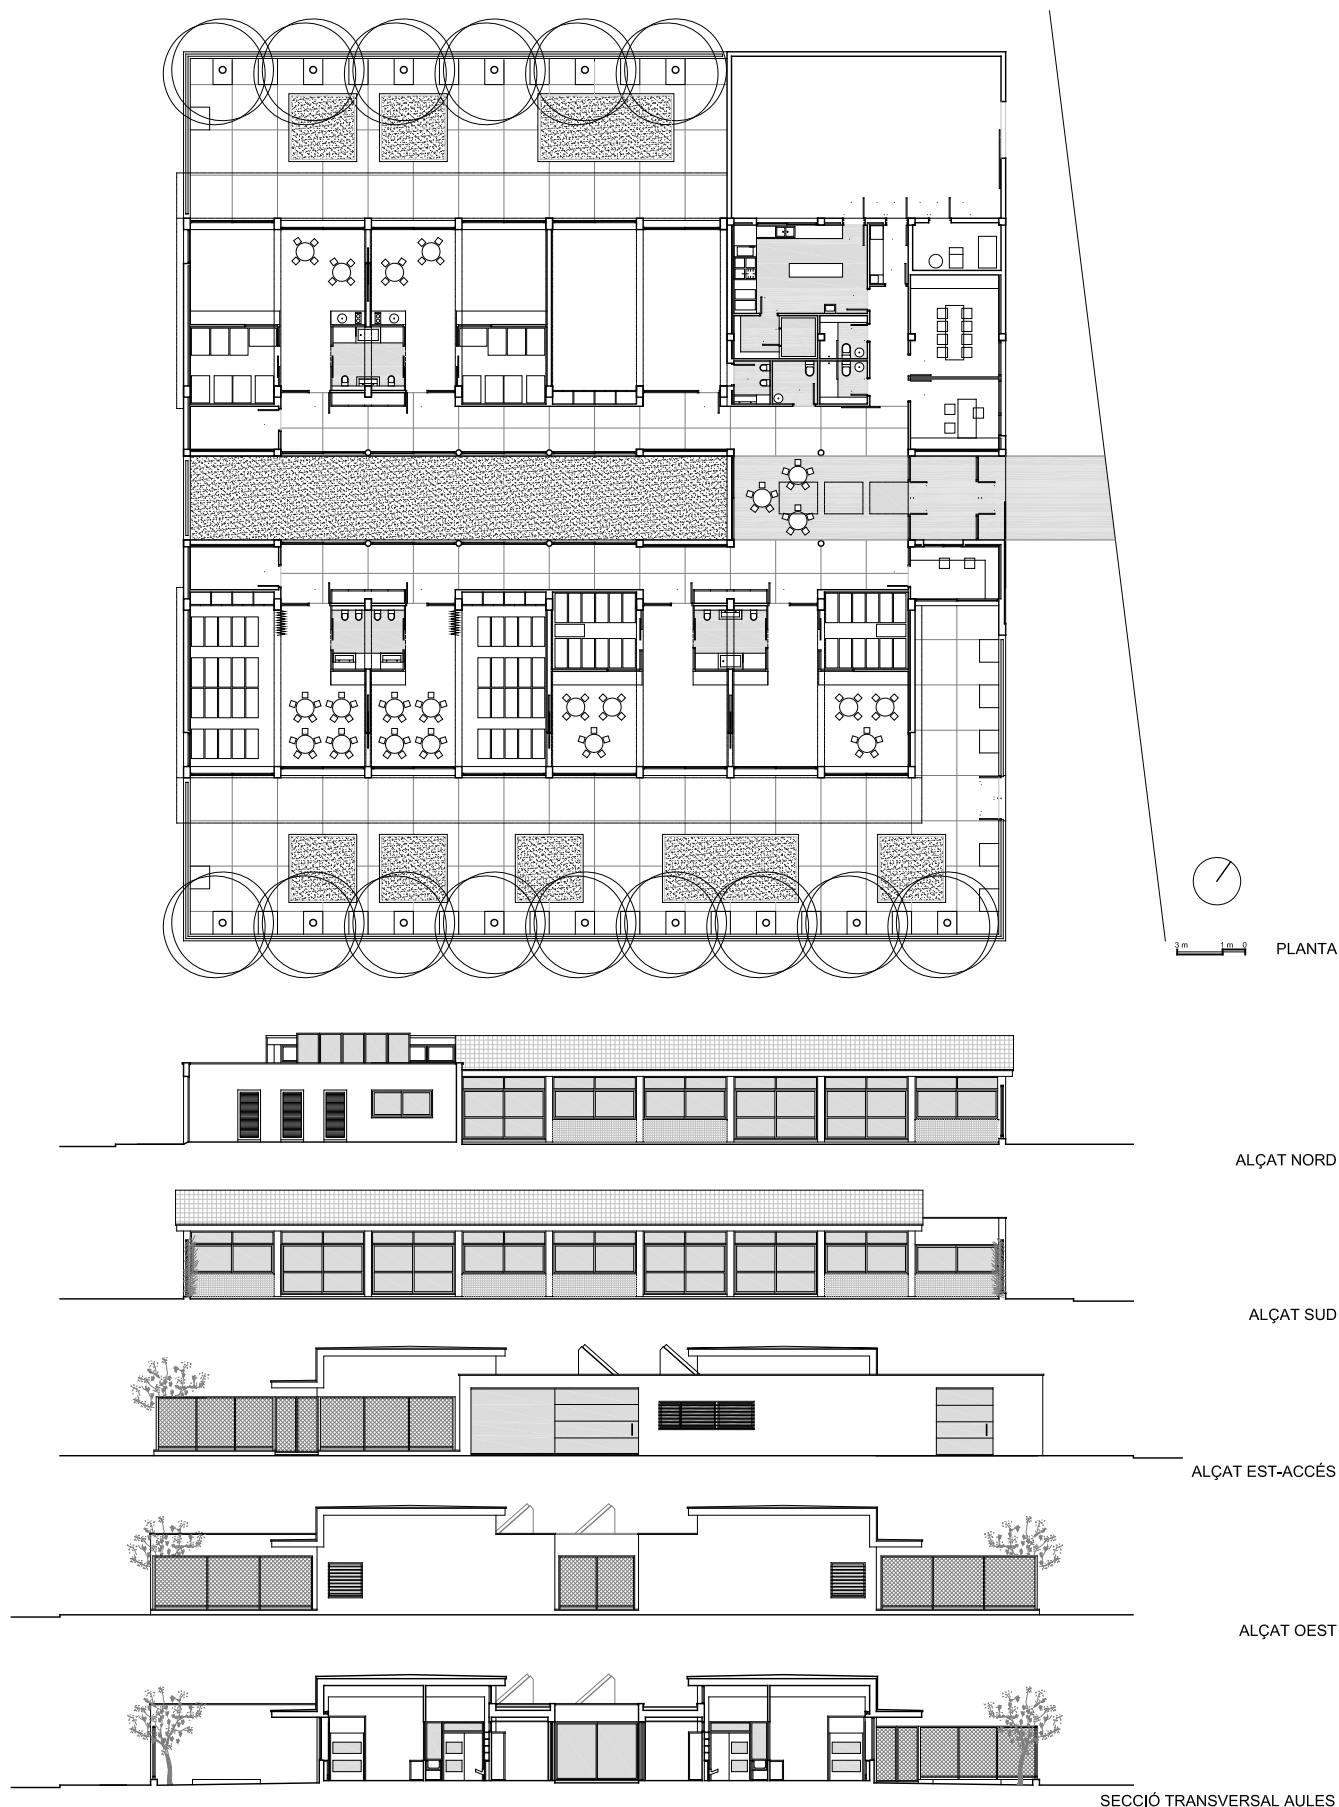 3 m 1 m 0
PLANTA
ALÇAT NORD
ALÇAT SUD
ALÇAT EST-ACCÉS
ALÇAT OEST
SECCIÓ TRANSVERSAL AULES